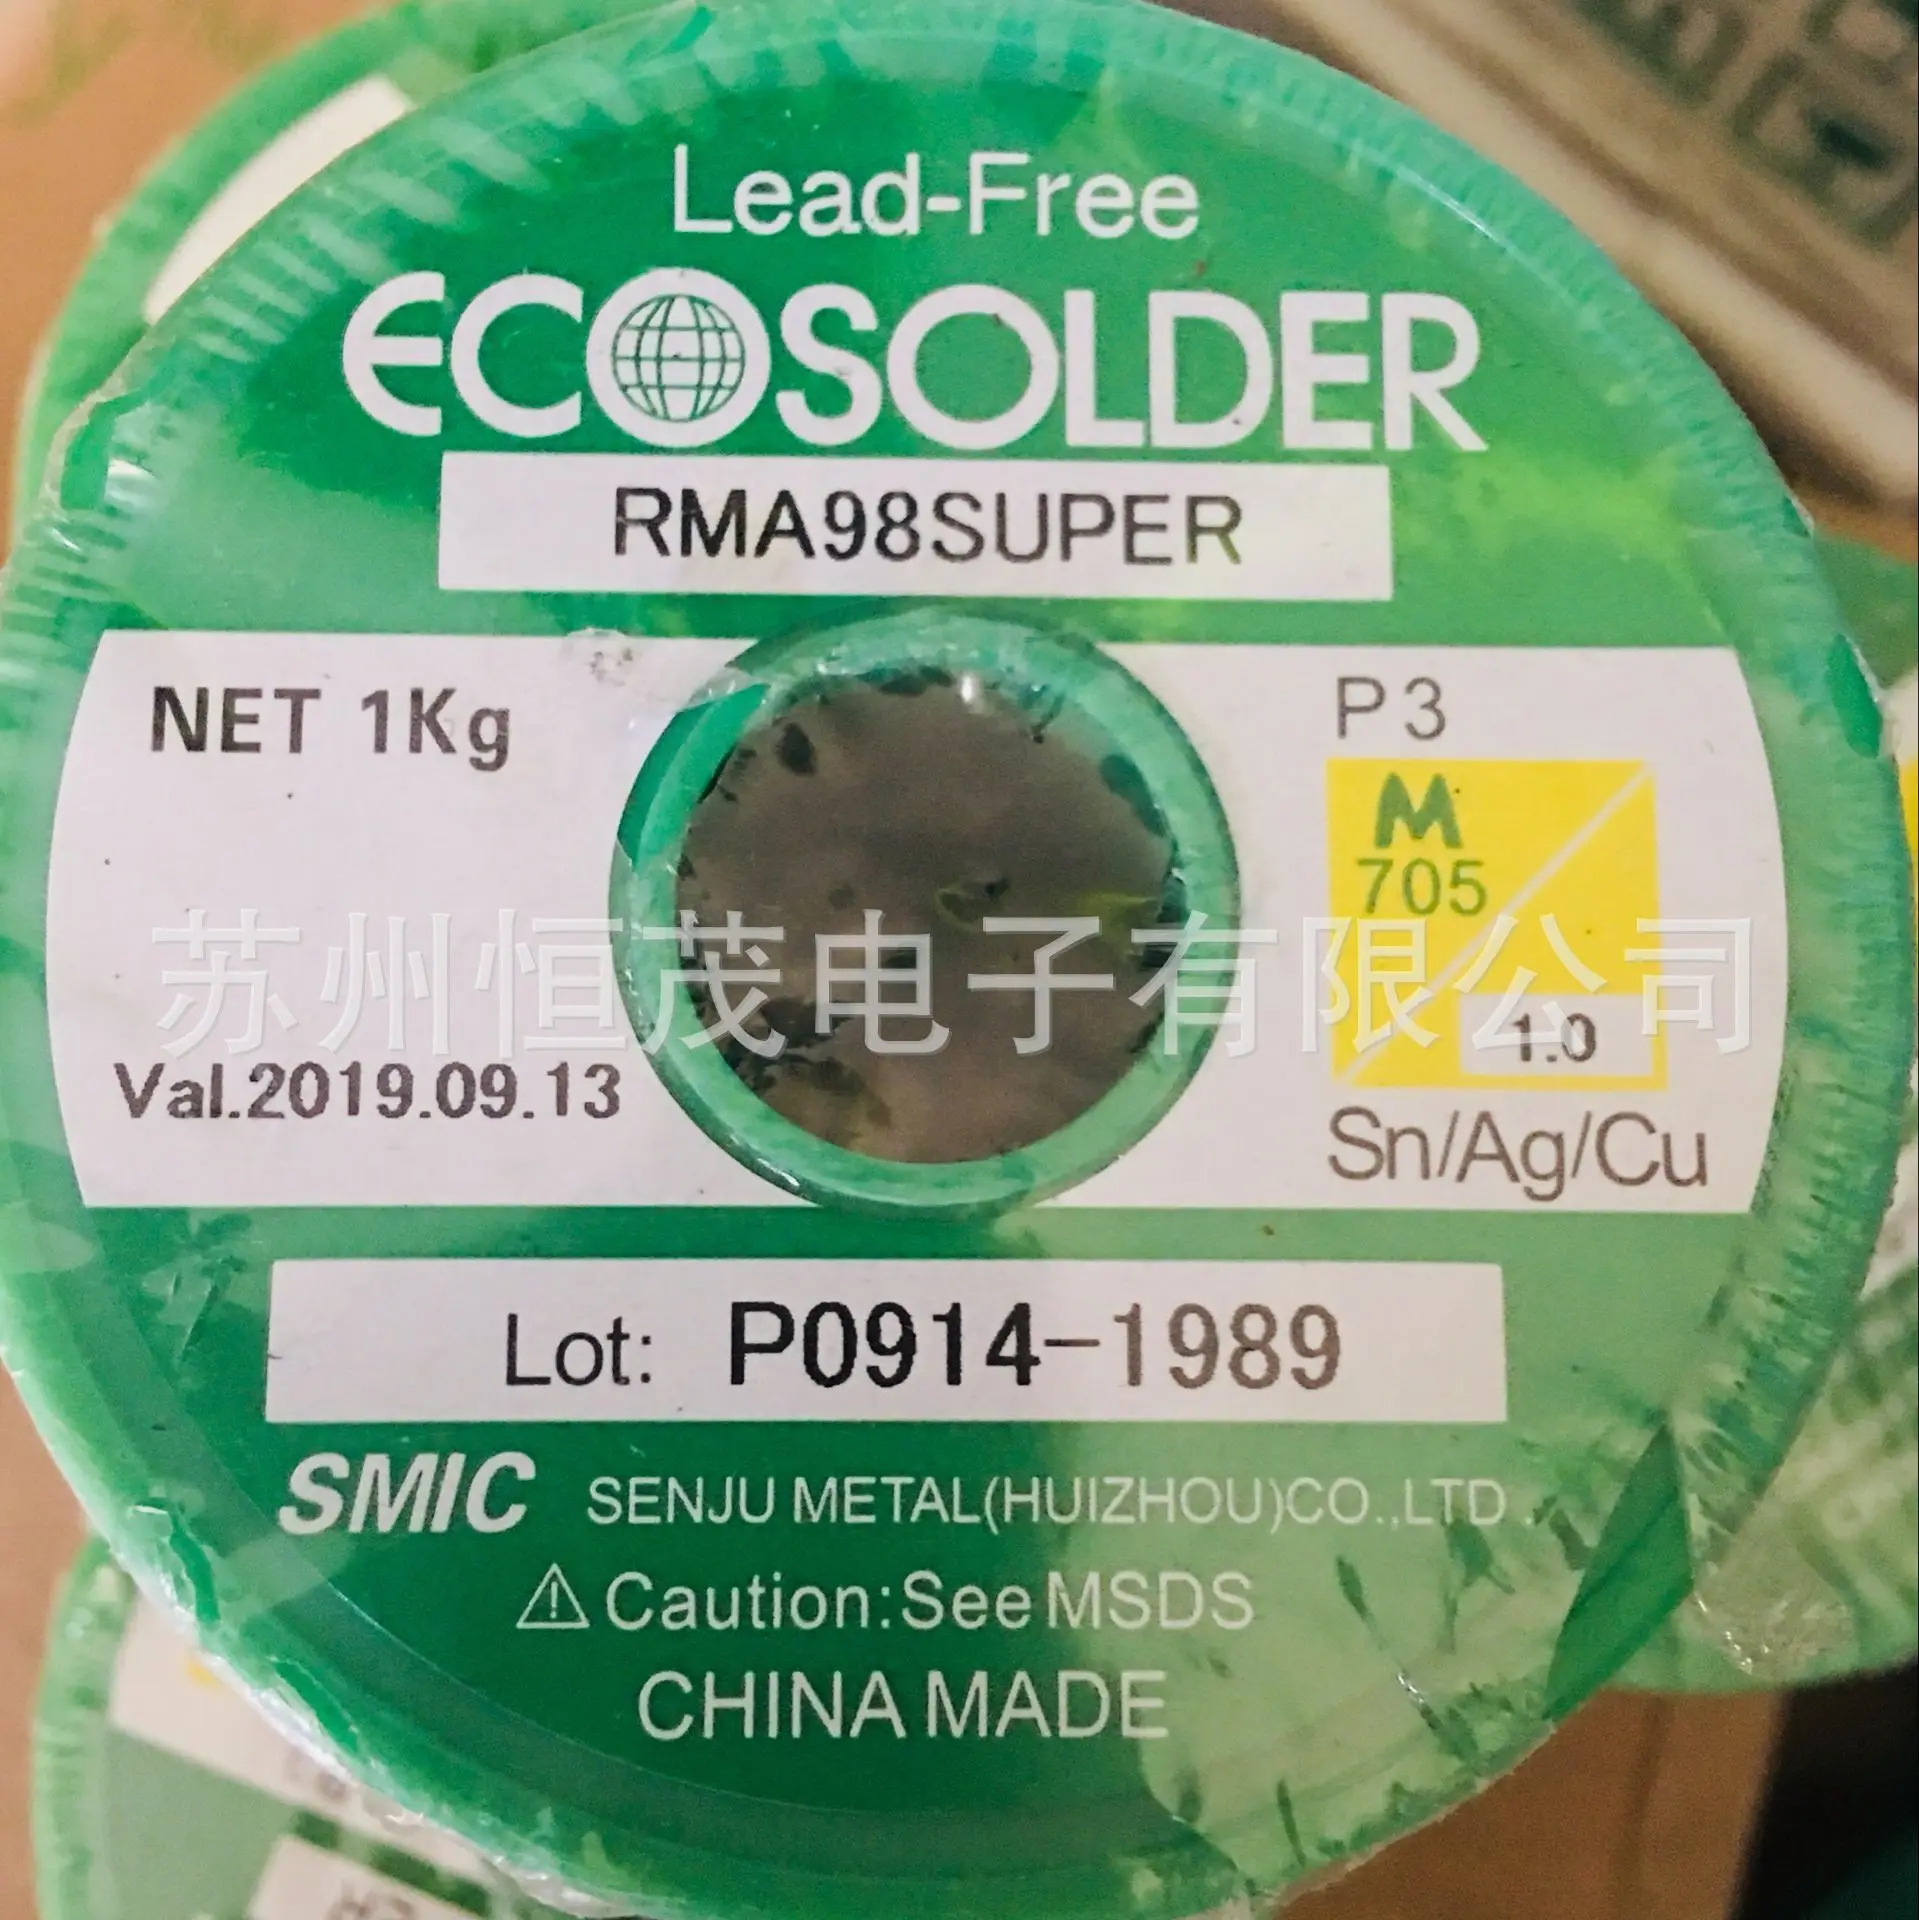 Lead-Free
ECOSOLDER
RMA98SUPER
NET 1Kg
P3
M
705
苏州恒茂电子有限公司
1.0
Val.2019.09.13
Sn/Ag/Cu
Lot: P0914-1989
SMIC SENJU METAL(HUIZHOU)CO.,LTD.
⚠Caution:See MSDS
CHINA MADE